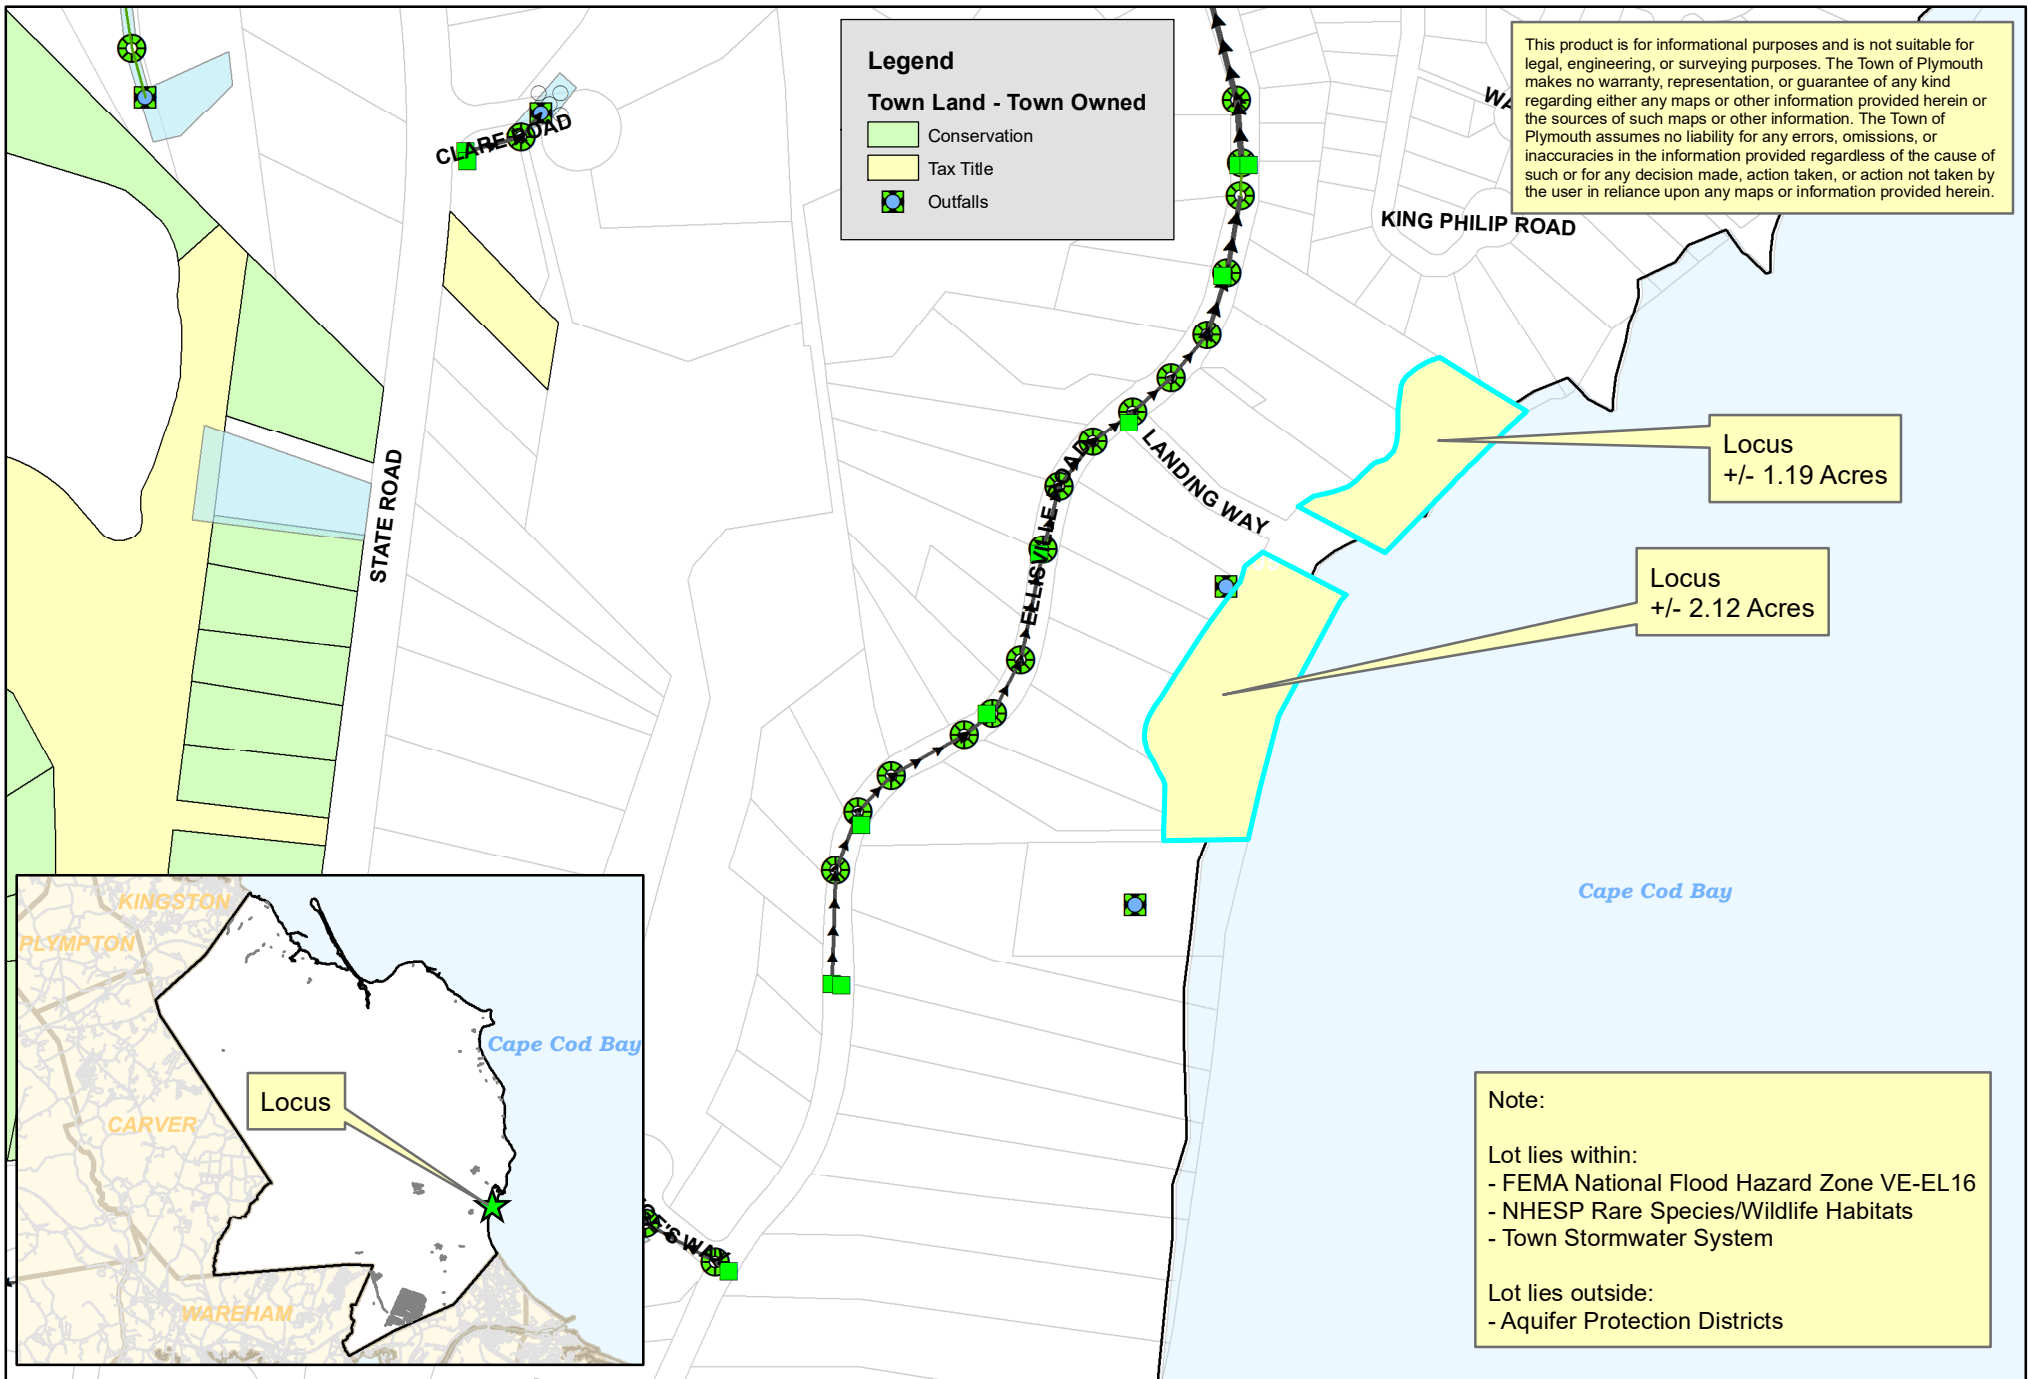 Legend
Town Land - Town Owned
Conservation
Tax Title
Outfalls
This product is for informational purposes and is not suitable for
legal, engineering, or surveying purposes. The Town of Plymouth
makes no warranty, representation, or guarantee of any kind
regarding either any maps or other information provided herein or
the sources of such maps or other information. The Town of
Plymouth assumes no liability for any errors, omissions, or
inaccuracies in the information provided regardless of the cause of
such or for any decision made, action taken, or action not taken by
the user in reliance upon any maps or information provided herein.
CLARE ROAD
KING PHILIP ROAD
STATE ROAD
ELLISVILLE ROAD
LANDING WAY
Locus
+/- 1.19 Acres
Locus
+/- 2.12 Acres
Cape Cod Bay
KINGSTON
PLYMPTON
CARVER
WAREHAM
Cape Cod Bay
Locus
Note:
Lot lies within:
- FEMA National Flood Hazard Zone VE-EL16
- NHESP Rare Species/Wildlife Habitats
- Town Stormwater System
Lot lies outside:
- Aquifer Protection Districts